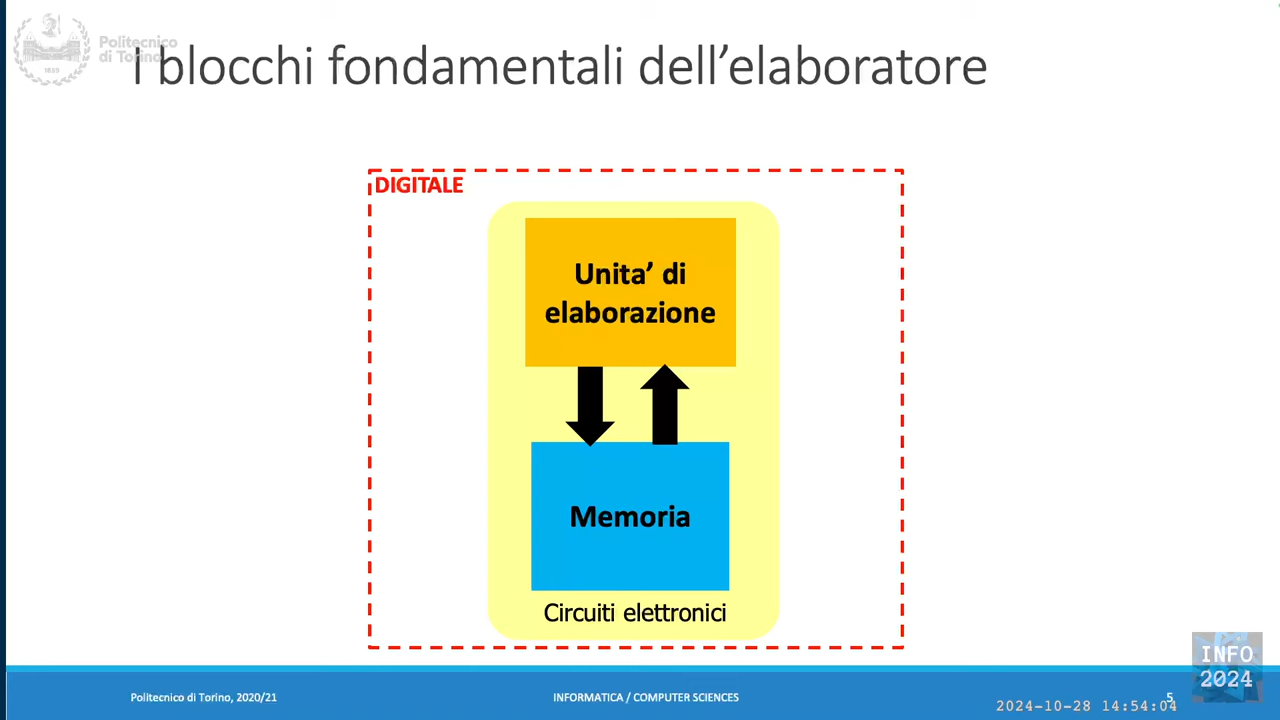 Politecnico
di Torino
1859
I blocchi fondamentali dell’elaboratore
DIGITALE
Unita’ di
elaborazione
Memoria
Circuiti elettronici
Politecnico di Torino, 2020/21
INFORMATICA / COMPUTER SCIENCES
5
INFO
2024
2024-10-28 14:54:04